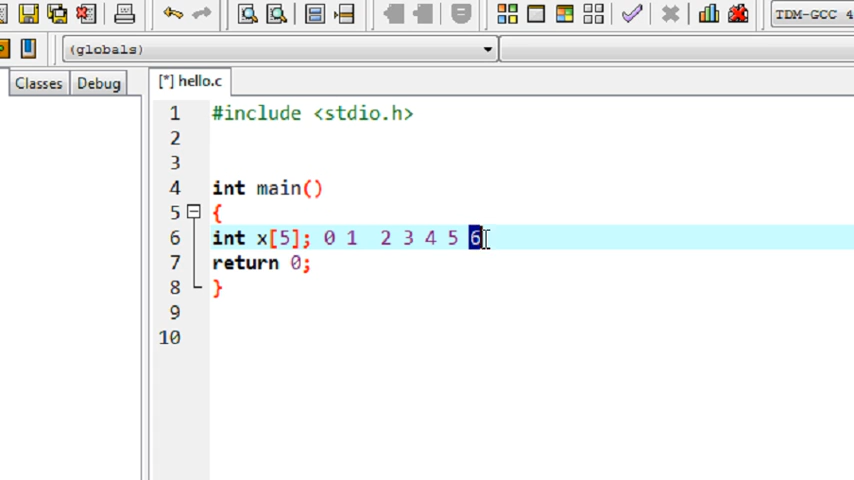 TDM-GCC 4
(globals)
Classes Debug [*] hello.c
1 #include <stdio.h>
2
3
4 int main()
5 {
6 int x[5]; 0 1  2 3 4 5 6
7 return 0;
8 }
9
10